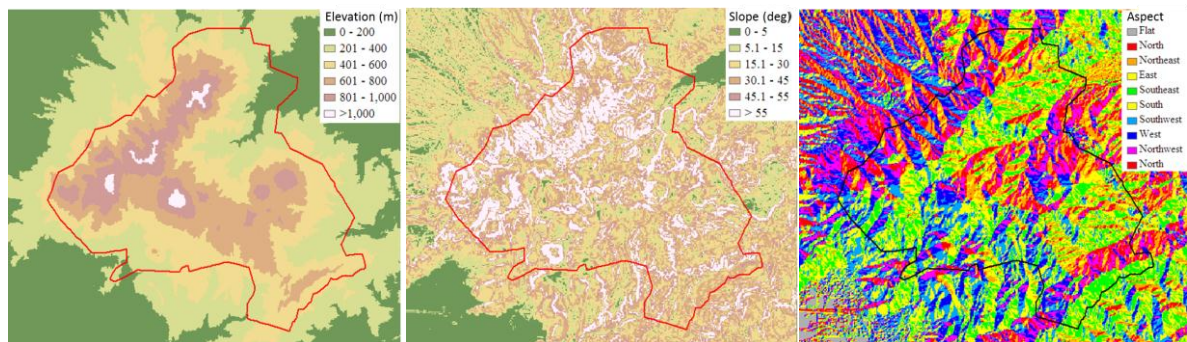 Elevation (m)
0 - 200
201 - 400
401 - 600
601 - 800
801 - 1,000
>1,000
Slope (deg)
0 - 5
5.1 - 15
15.1 - 30
30.1 - 45
45.1 - 55
> 55
Aspect
Flat
North
Northeast
East
Southeast
South
Southwest
West
Northwest
North